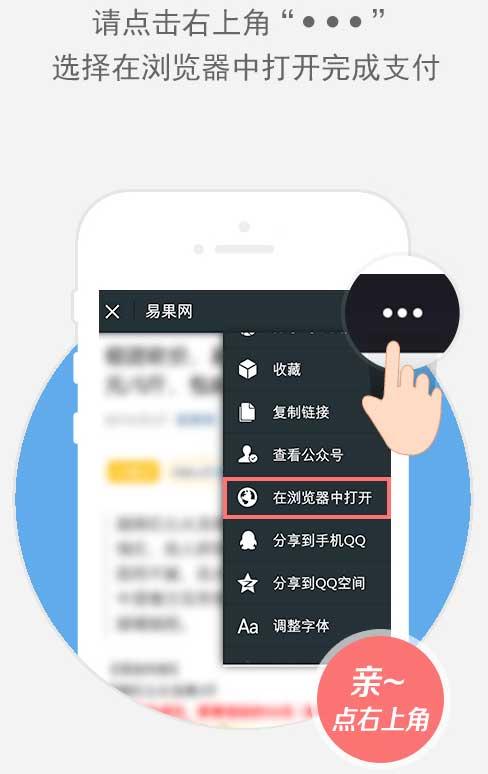 请点击右上角“●●●”
选择在浏览器中打开完成支付
易果网
收藏
复制链接
查看公众号
在浏览器中打开
分享到手机QQ
分享到QQ空间
Aa 调整字体
亲~
点右上角